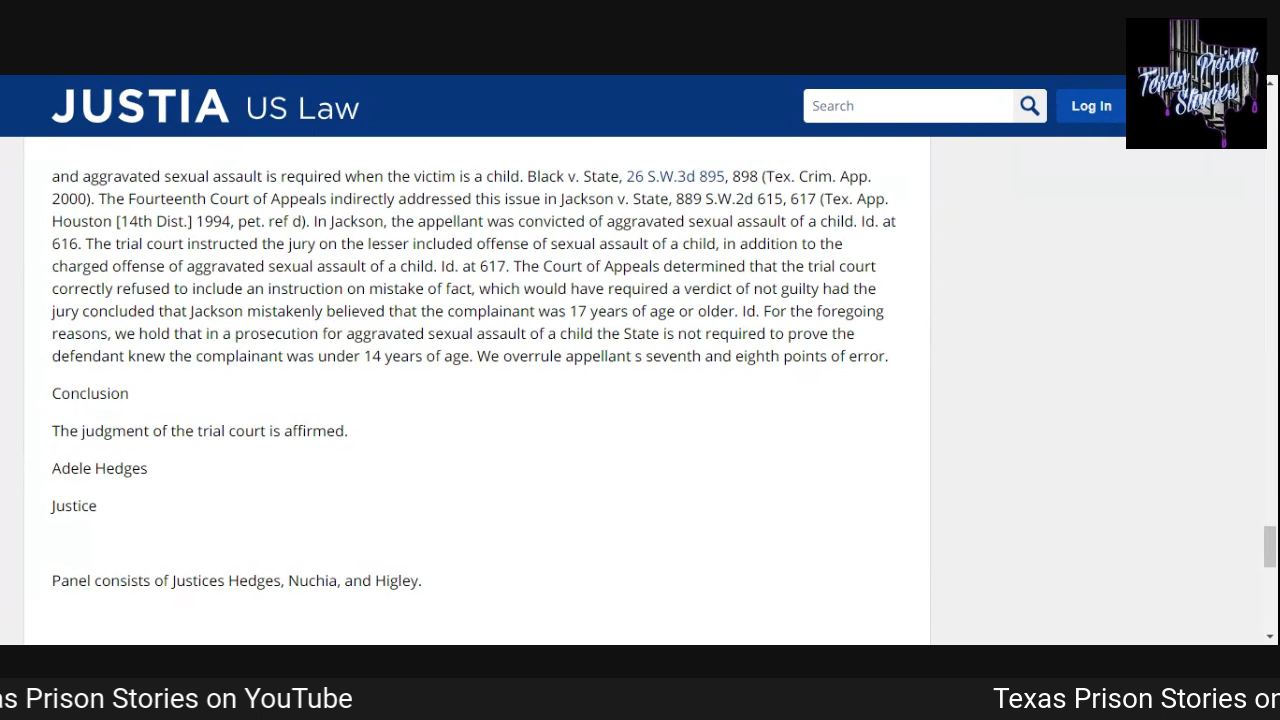 Texas Prison
Stories
JUSTIA US Law
Search
Log In
and aggravated sexual assault is required when the victim is a child. Black v. State, 26 S.W.3d 895, 898 (Tex. Crim. App.
2000). The Fourteenth Court of Appeals indirectly addressed this issue in Jackson v. State, 889 S.W.2d 615, 617 (Tex. App.
Houston [14th Dist.] 1994, pet. ref d). In Jackson, the appellant was convicted of aggravated sexual assault of a child. Id. at
616. The trial court instructed the jury on the lesser included offense of sexual assault of a child, in addition to the
charged offense of aggravated sexual assault of a child. Id. at 617. The Court of Appeals determined that the trial court
correctly refused to include an instruction on mistake of fact, which would have required a verdict of not guilty had the
jury concluded that Jackson mistakenly believed that the complainant was 17 years of age or older. Id. For the foregoing
reasons, we hold that in a prosecution for aggravated sexual assault of a child the State is not required to prove the
defendant knew the complainant was under 14 years of age. We overrule appellant s seventh and eighth points of error.
Conclusion
The judgment of the trial court is affirmed.
Adele Hedges
Justice
Panel consists of Justices Hedges, Nuchia, and Higley.
as Prison Stories on YouTube
Texas Prison Stories or